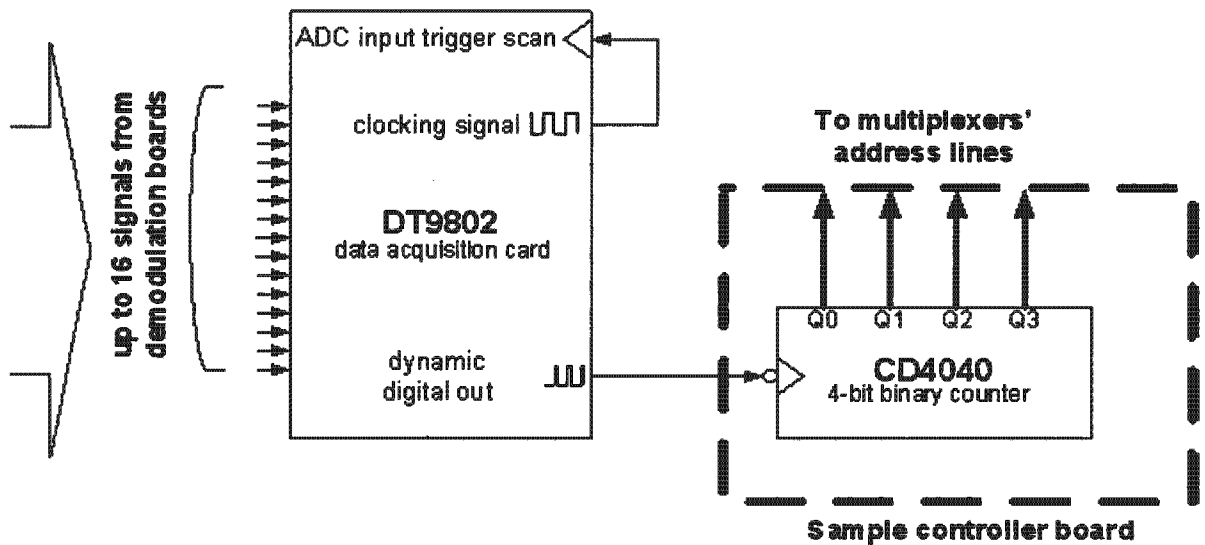 up to 16 signals from
demodulation boards
ADC input trigger scan
clocking signal
DT9802
data acquisition card
dynamic
digital out
To multiplexers'
address lines
Q0 Q1 Q2 Q3
CD4040
4-bit binary counter
Sample controller board